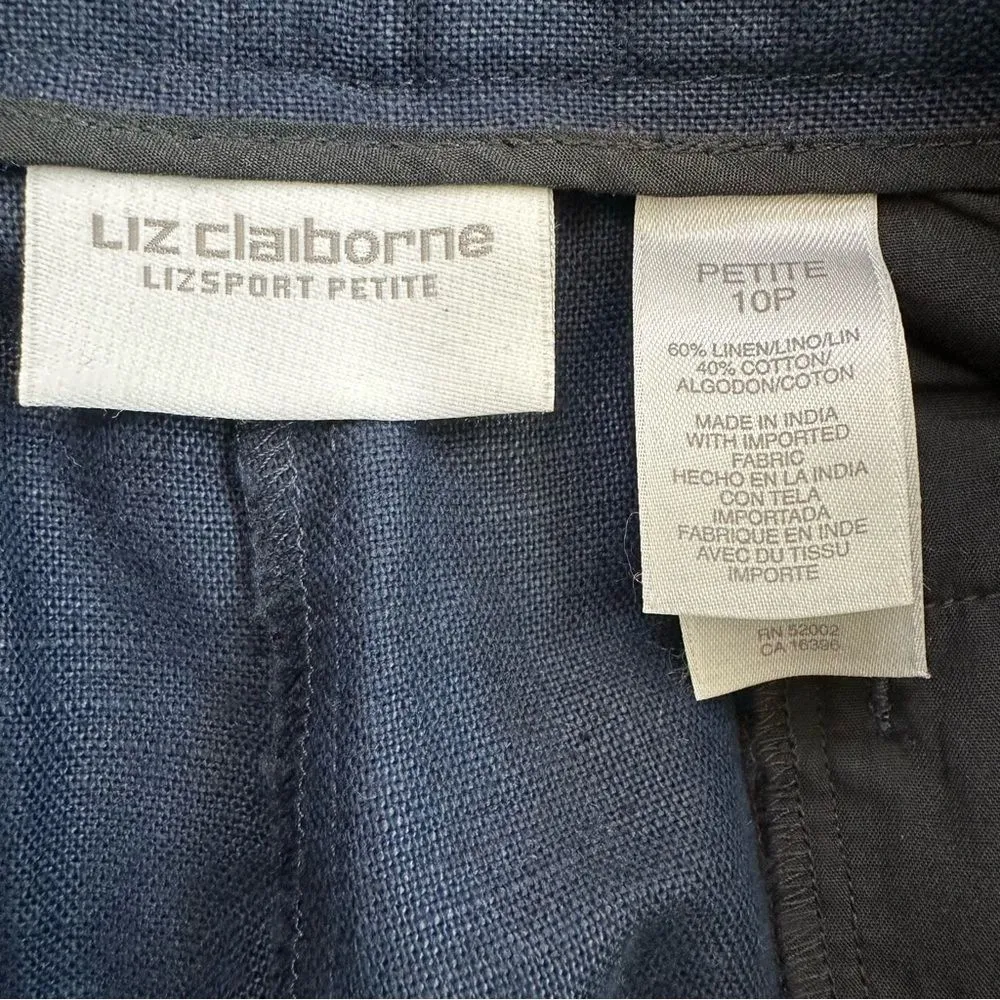 LIZ claiborne
LIZSPORT PETITE
PETITE
10P
60% LINEN/LINO/LIN
40% COTTON/
ALGODON/COTON
MADE IN INDIA
WITH IMPORTED
FABRIC
HECHO EN LA INDIA
CON TELA
IMPORTADA
FABRIQUE EN INDE
AVEC DU TISSU
IMPORTE
RN 52002
CA 16396